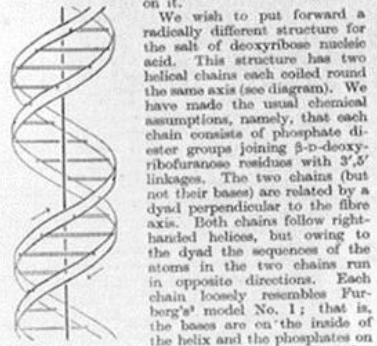 on it.
We wish to put forward a
radically different structure for
the salt of deoxyribose nucleic
acid. This structure has two
helical chains each coiled round
the same axis (see diagram). We
have made the usual chemical
assumptions, namely, that each
chain consists of phosphate di-
ester groups joining β-D-deoxy-
ribofuranose residues with 3',5'
linkages. The two chains (but
not their bases) are related by a
dyad perpendicular to the fibre
axis. Both chains follow right-
handed helices, but owing to
the dyad the sequences of the
atoms in the two chains run
in opposite directions. Each
chain loosely resembles Fur-
berg's² model No. 1; that is,
the bases are on the inside of
the helix and the phosphates on